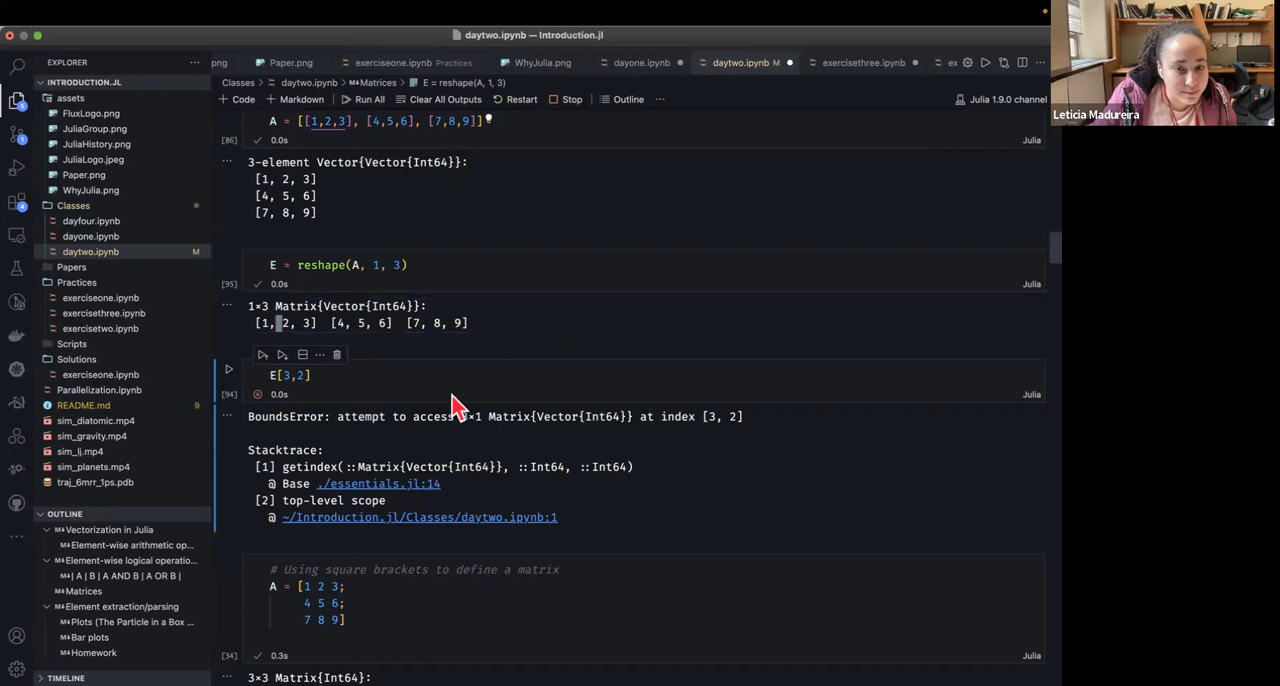 daytwo.ipynb — Introduction.jl
EXPLORER
png
Paper.png
exerciseone.ipynb Practices
WhyJulia.png
dayone.ipynb
daytwo.ipynb M
exercisethree.ipynb
ex
INTRODUCTION.JL
Classes > daytwo.ipynb > M↓Matrices > E = reshape(A, 1, 3)
+ Code + Markdown Run All Clear All Outputs Restart Stop Outline ...
Julia 1.9.0 channel
Leticia Madureira
assets
FluxLogo.png
JuliaGroup.png
JuliaHistory.png
JuliaLogo.jpeg
Paper.png
WhyJulia.png
Classes
dayfour.ipynb
dayone.ipynb
daytwo.ipynb M
Papers
Practices
exerciseone.ipynb
exercisethree.ipynb
exercisetwo.ipynb
Scripts
Solutions
exerciseone.ipynb
Parallelization.ipynb
README.md 9
sim_diatomic.mp4
sim_gravity.mp4
sim_lj.mp4
sim_planets.mp4
traj_6mrr_1ps.pdb
OUTLINE
M↓Vectorization in Julia
M↓Element-wise arithmetic op...
M↓Element-wise logical operatio...
M↓| A | B | A AND B | A OR B |
M↓Matrices
M↓Element extraction/parsing
M↓Plots (The Particle in a Box ...
M↓Bar plots
M↓Homework
TIMELINE
A = [[1,2,3], [4,5,6], [7,8,9]]
[86] ✓ 0.0s Julia
3-element Vector{Vector{Int64}}:
[1, 2, 3]
[4, 5, 6]
[7, 8, 9]
E = reshape(A, 1, 3)
[95] ✓ 0.0s Julia
1×3 Matrix{Vector{Int64}}:
[1, 2, 3] [4, 5, 6] [7, 8, 9]
E[3,2]
[94] 0.0s Julia
BoundsError: attempt to access 3×1 Matrix{Vector{Int64}} at index [3, 2]
Stacktrace:
[1] getindex(::Matrix{Vector{Int64}}, ::Int64, ::Int64)
@ Base ./essentials.jl:14
[2] top-level scope
@ ~/Introduction.jl/Classes/daytwo.ipynb:1
# Using square brackets to define a matrix
A = [1 2 3;
4 5 6;
7 8 9]
[34] ✓ 0.3s Julia
3×3 Matrix{Int64}: